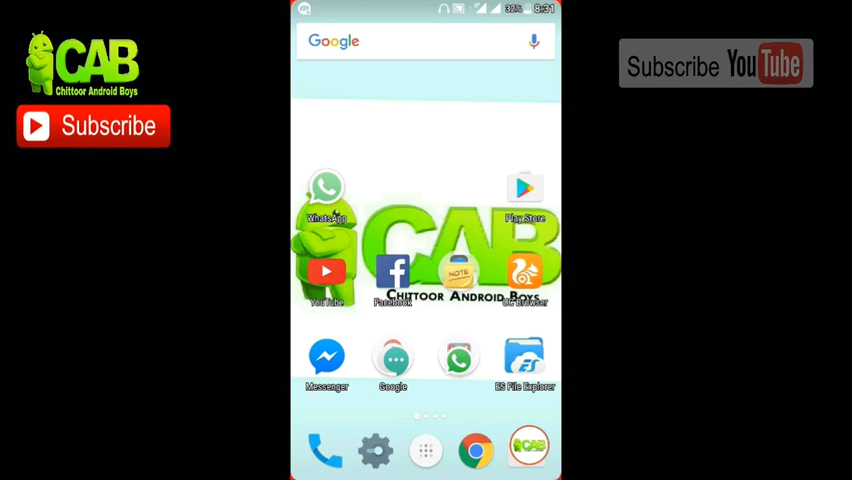 CAB
Chittoor Android Boys
Subscribe
Subscribe YouTube
32% 8:31
Google
WhatsApp
Play Store
CAB
Chittoor Android Boys
YouTube
Facebook
NOTE
UC Browser
Messenger
Google
ES
ES File Explorer
CAB